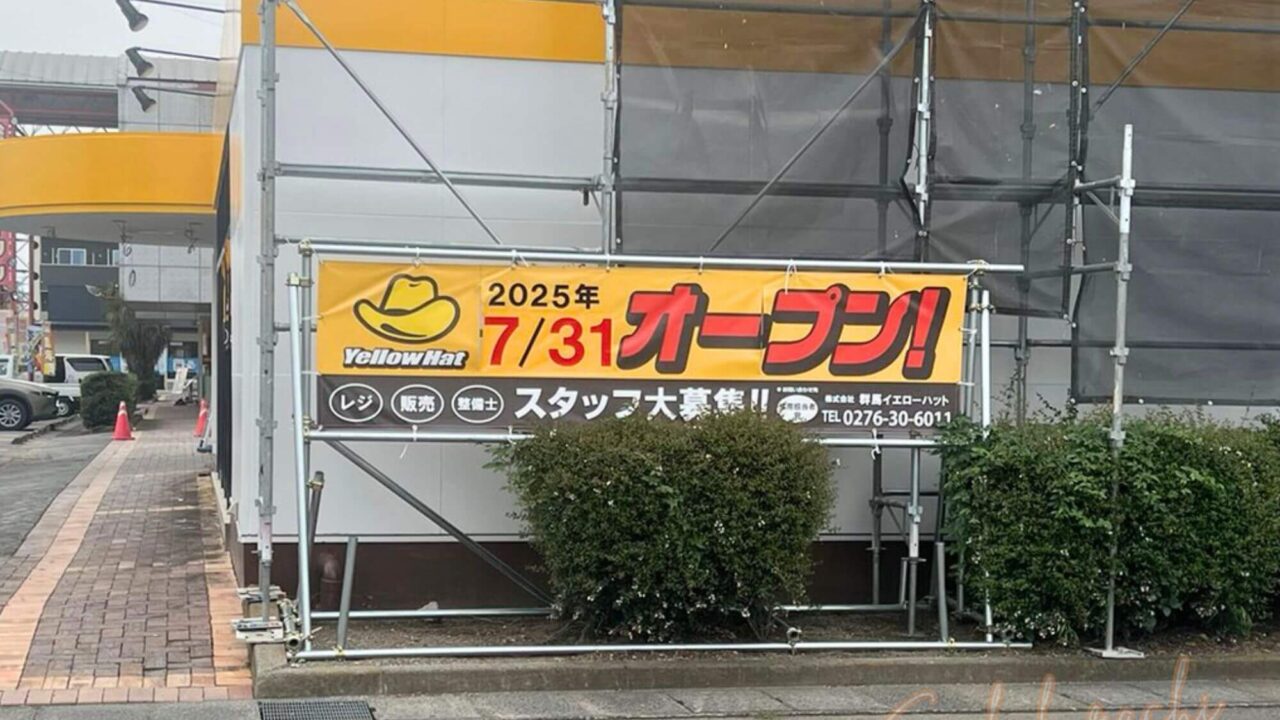 2025年
7/31 オープン!
YellowHat
レジ 販売 整備士 スタッフ大募集!! 株式会社 群馬イエローハット
TEL 0276-30-6011